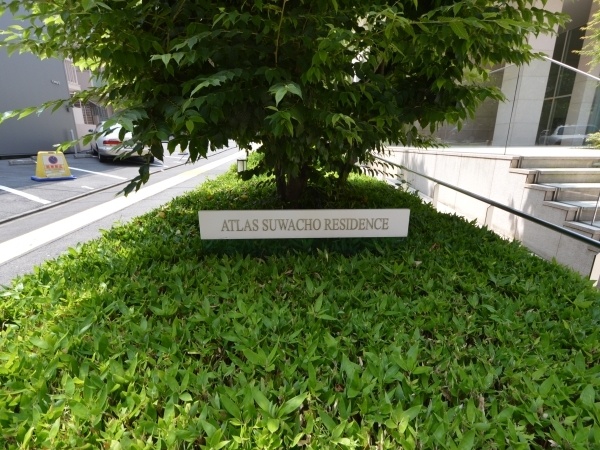 ATLAS SUWACHO RESIDENCE